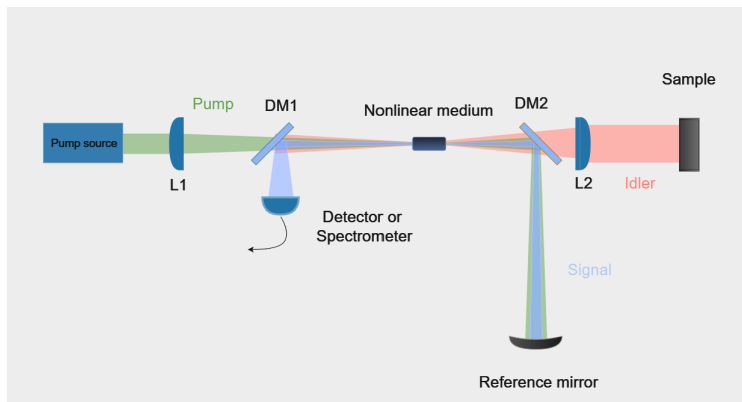 Sample
Pump
DM1
Nonlinear medium
DM2
Pump source
L1
L2
Idler
Detector or
Spectrometer
Signal
Reference mirror